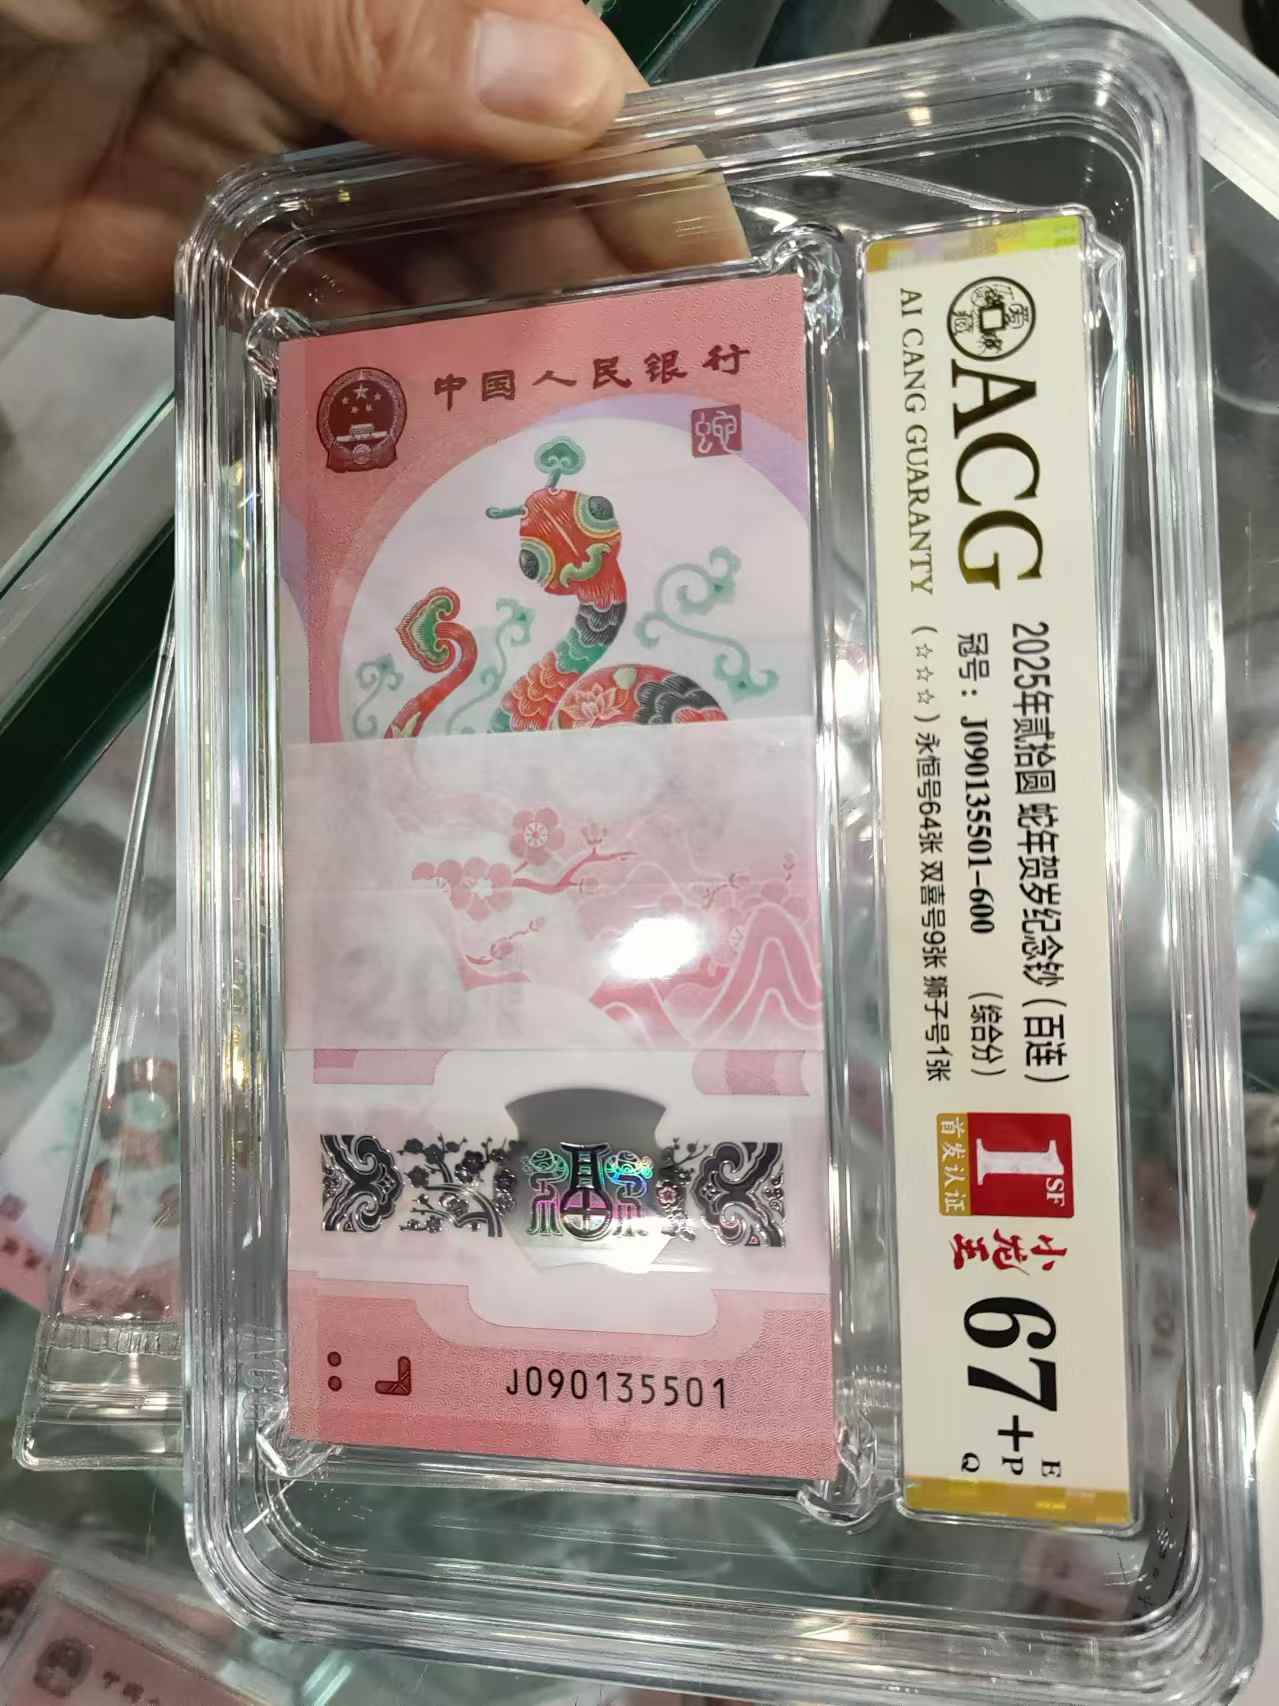 中国人民银行
蛇
20
J090135501
ACG
AI CANG GUARANTY
2025年贰拾圆 蛇年贺岁纪念钞（百连）
冠号：J090135501-600 （综合分）
（☆☆☆）永恒号64张 双喜号9张 狮子号1张
1SF
首发认证
小龙王
67+
E
P
Q